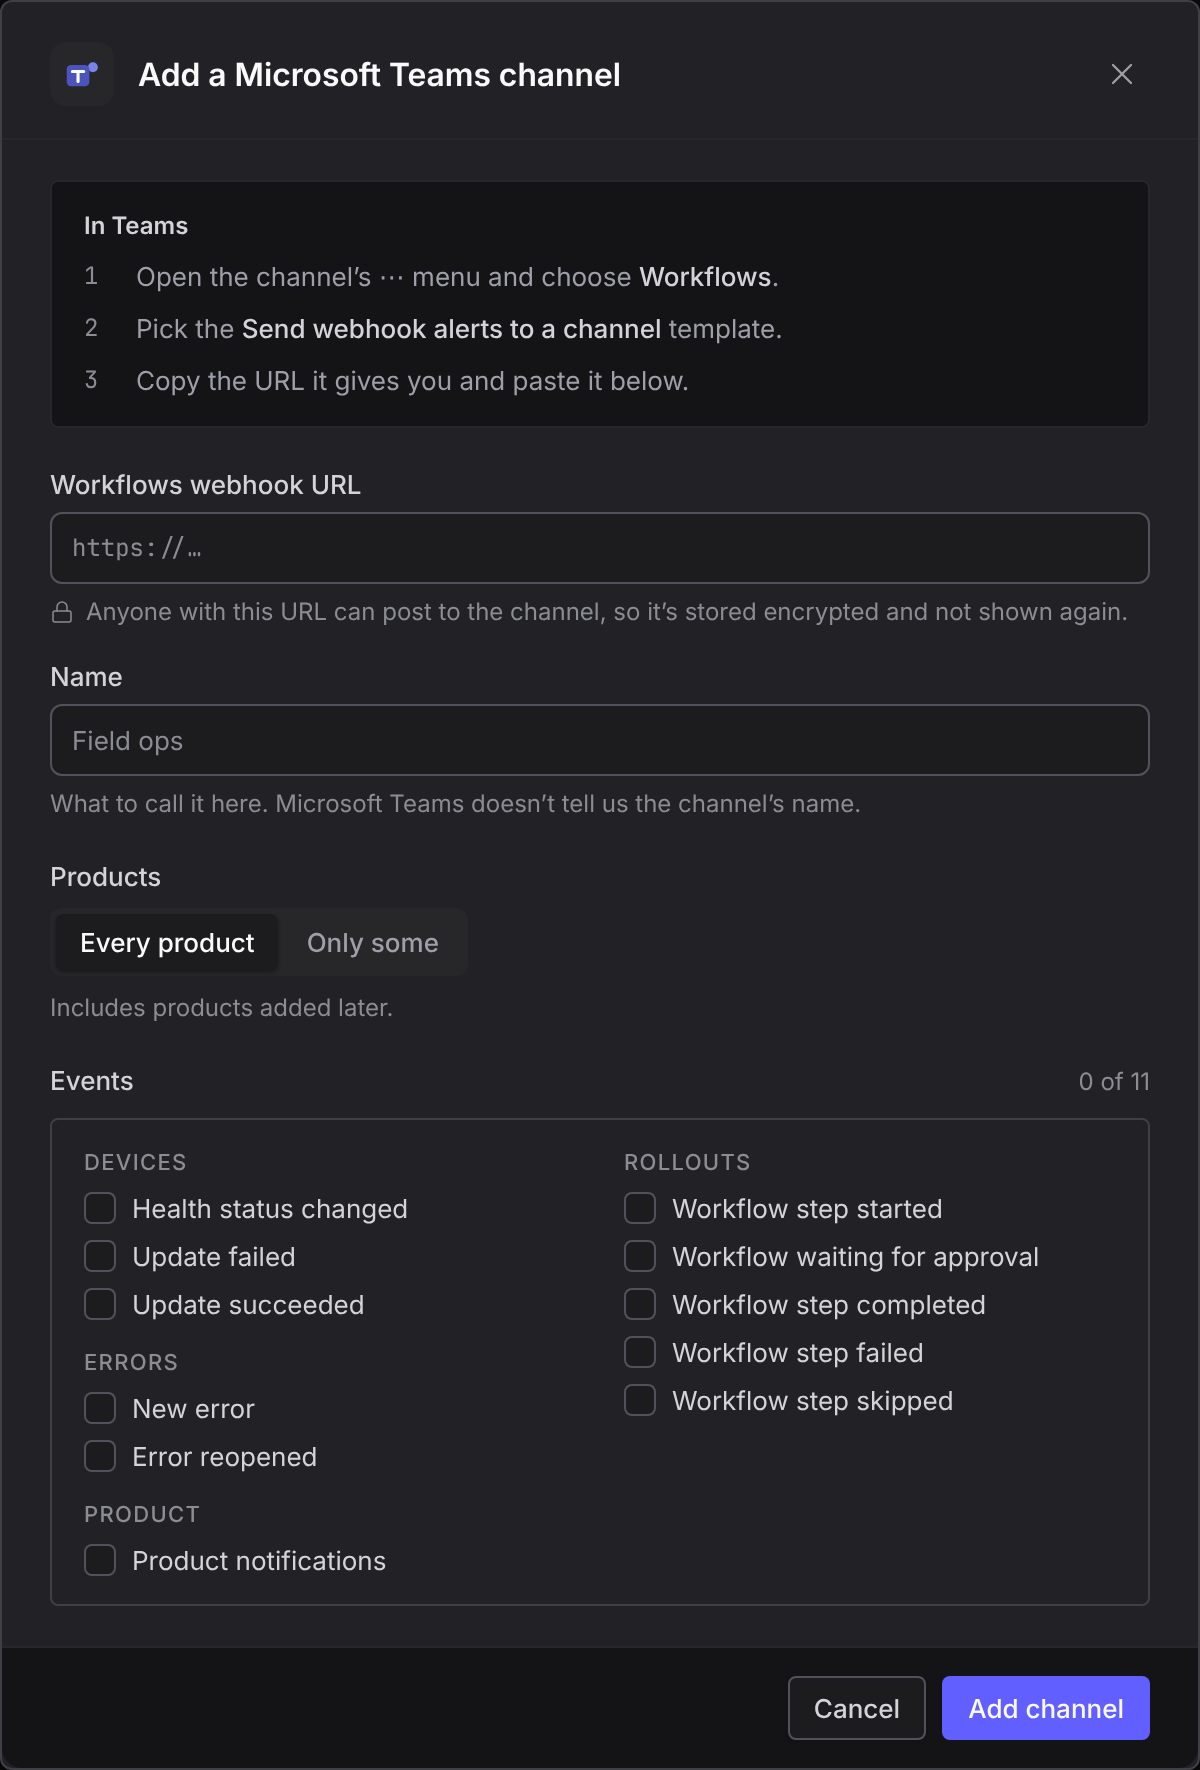 T
Add a Microsoft Teams channel
In Teams
1 Open the channel’s ··· menu and choose Workflows.
2 Pick the Send webhook alerts to a channel template.
3 Copy the URL it gives you and paste it below.
Workflows webhook URL
https://…
Anyone with this URL can post to the channel, so it’s stored encrypted and not shown again.
Name
Field ops
What to call it here. Microsoft Teams doesn’t tell us the channel’s name.
Products
Every product Only some
Includes products added later.
Events 0 of 11
DEVICES
Health status changed
Update failed
Update succeeded
ERRORS
New error
Error reopened
PRODUCT
Product notifications
ROLLOUTS
Workflow step started
Workflow waiting for approval
Workflow step completed
Workflow step failed
Workflow step skipped
Cancel Add channel